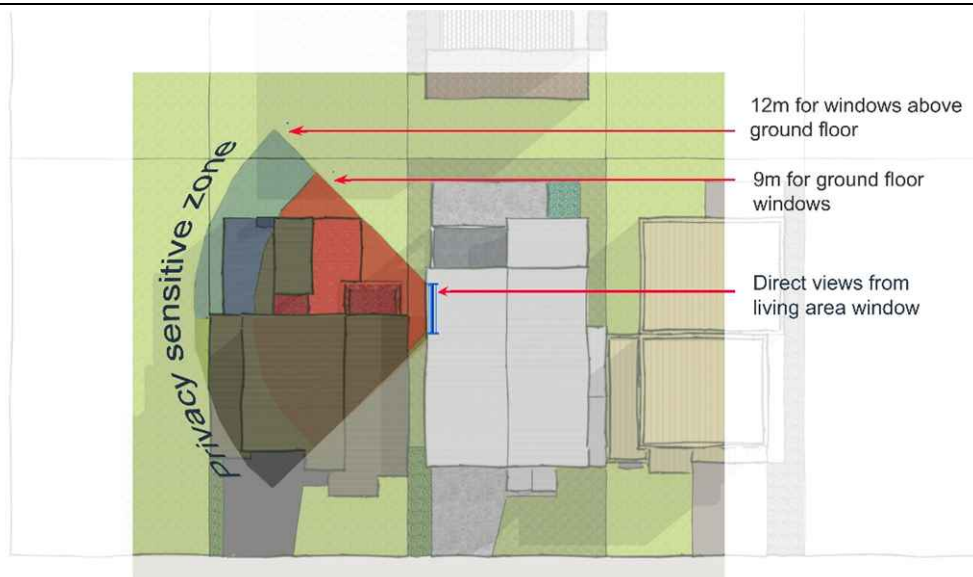 12m for windows above
ground floor
9m for ground floor
windows
Direct views from
living area window
privacy sensitive zone